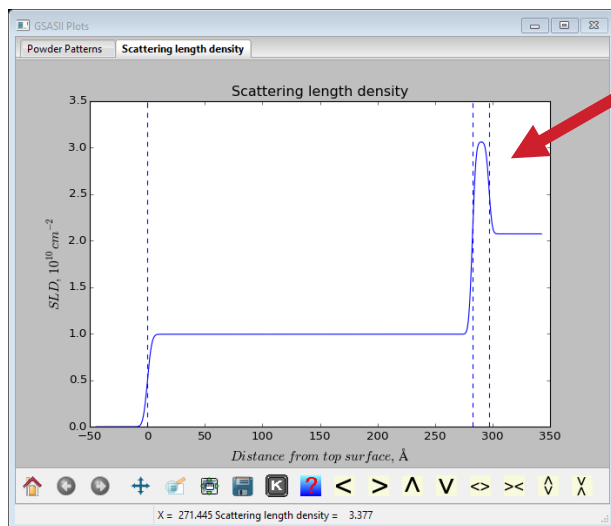 GSASII Plots
Powder Patterns Scattering length density
Scattering length density
3.5
3.0
2.5
2.0
1.5
1.0
0.5
0.0
SLD, 10^10 cm^−2
−50 0 50 100 150 200 250 300 350
Distance from top surface, Å
K ? < > Λ V <> ><
X = 271.445 Scattering length density = 3.377